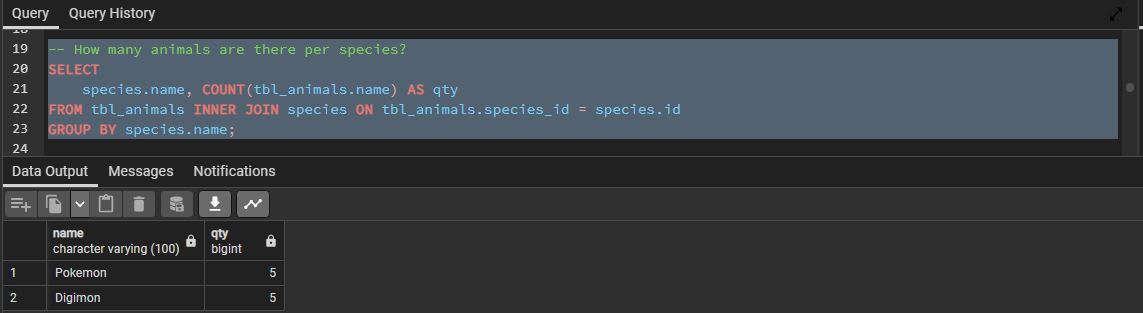 Query Query History
18
19 -- How many animals are there per species?
20 SELECT
21 species.name, COUNT(tbl_animals.name) AS qty
22 FROM tbl_animals INNER JOIN species ON tbl_animals.species_id = species.id
23 GROUP BY species.name;
24
Data Output Messages Notifications
name qty
character varying (100) bigint
1 Pokemon 5
2 Digimon 5